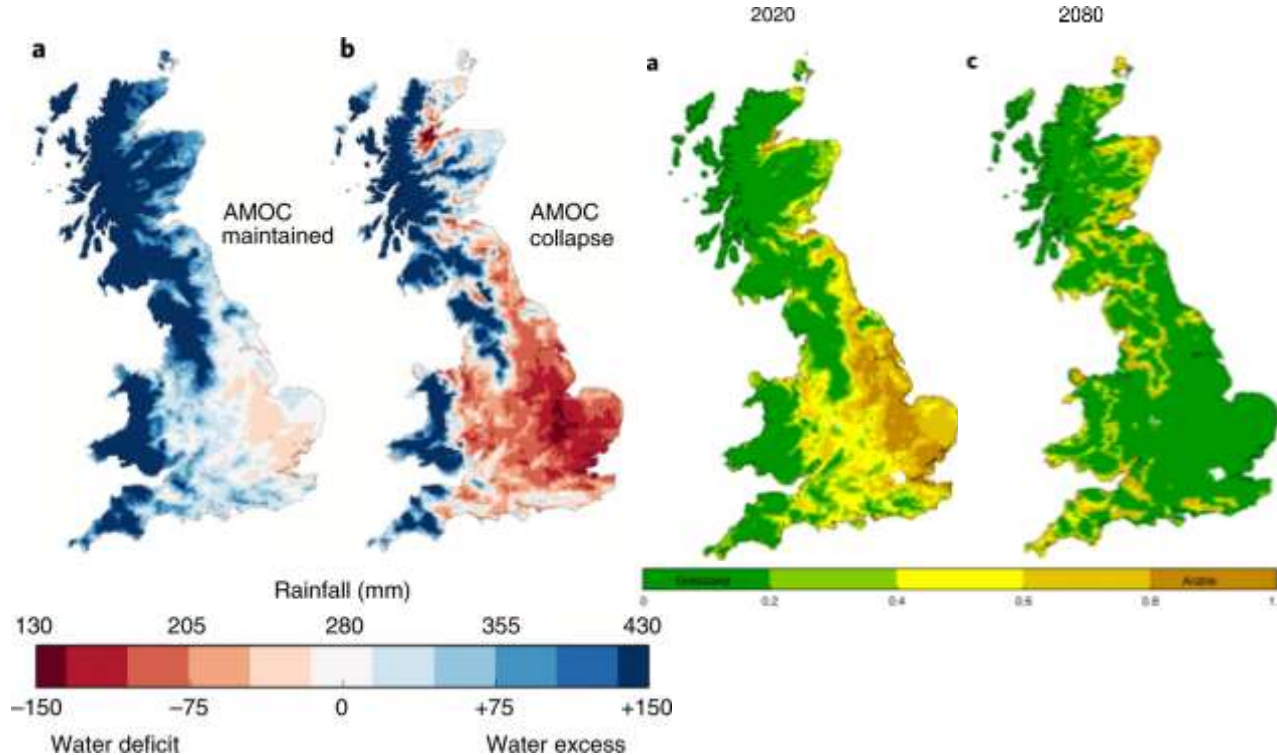 2020
2080
a
b
a
c
AMOC
maintained
AMOC
collapse
Rainfall (mm)
130 205 280 355 430
−150 −75 0 +75 +150
Water deficit
Water excess
Grassland
Arable
0 0.2 0.4 0.6 0.8